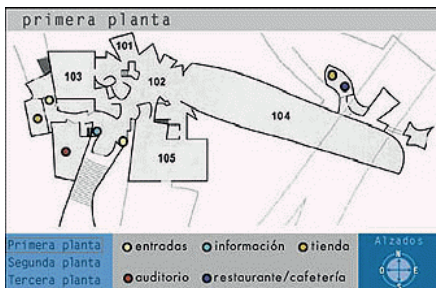 primera planta
101
103
102
104
105
Primera planta
Segunda planta
Tercera planta
entradas
información
tienda
auditorio
restaurante/cafetería
Alzados
N
O
E
S